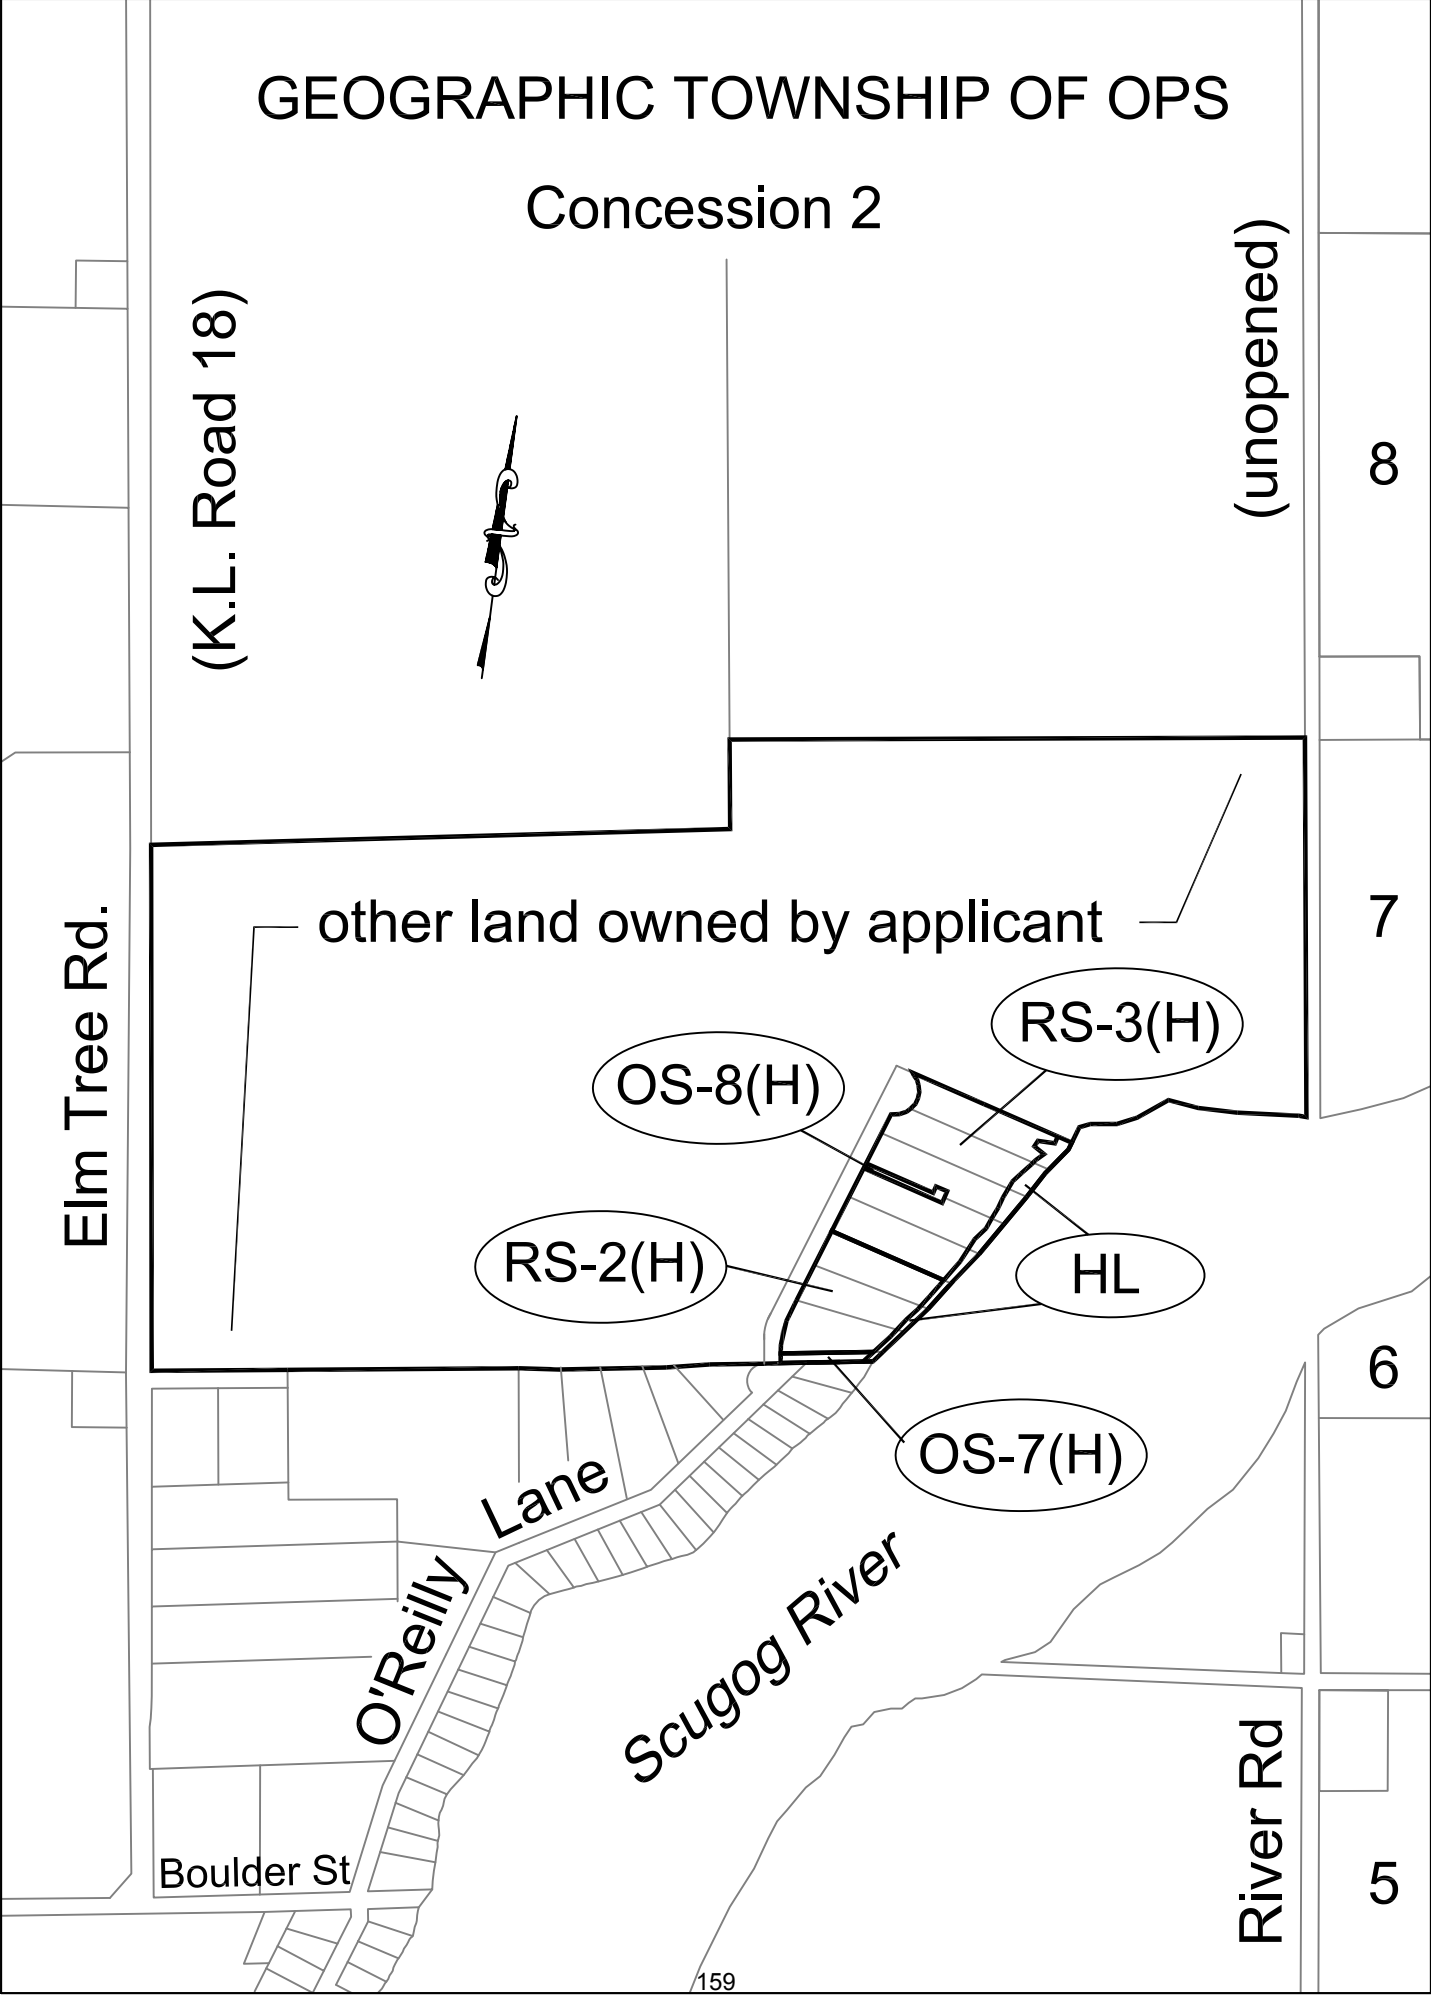 GEOGRAPHIC TOWNSHIP OF OPS
Concession 2
(K.L. Road 18)
(unopened)
8
7
Elm Tree Rd.
other land owned by applicant
RS-3(H)
OS-8(H)
RS-2(H)
HL
6
OS-7(H)
O'Reilly Lane
Scugog River
River Rd
Boulder St
5
159